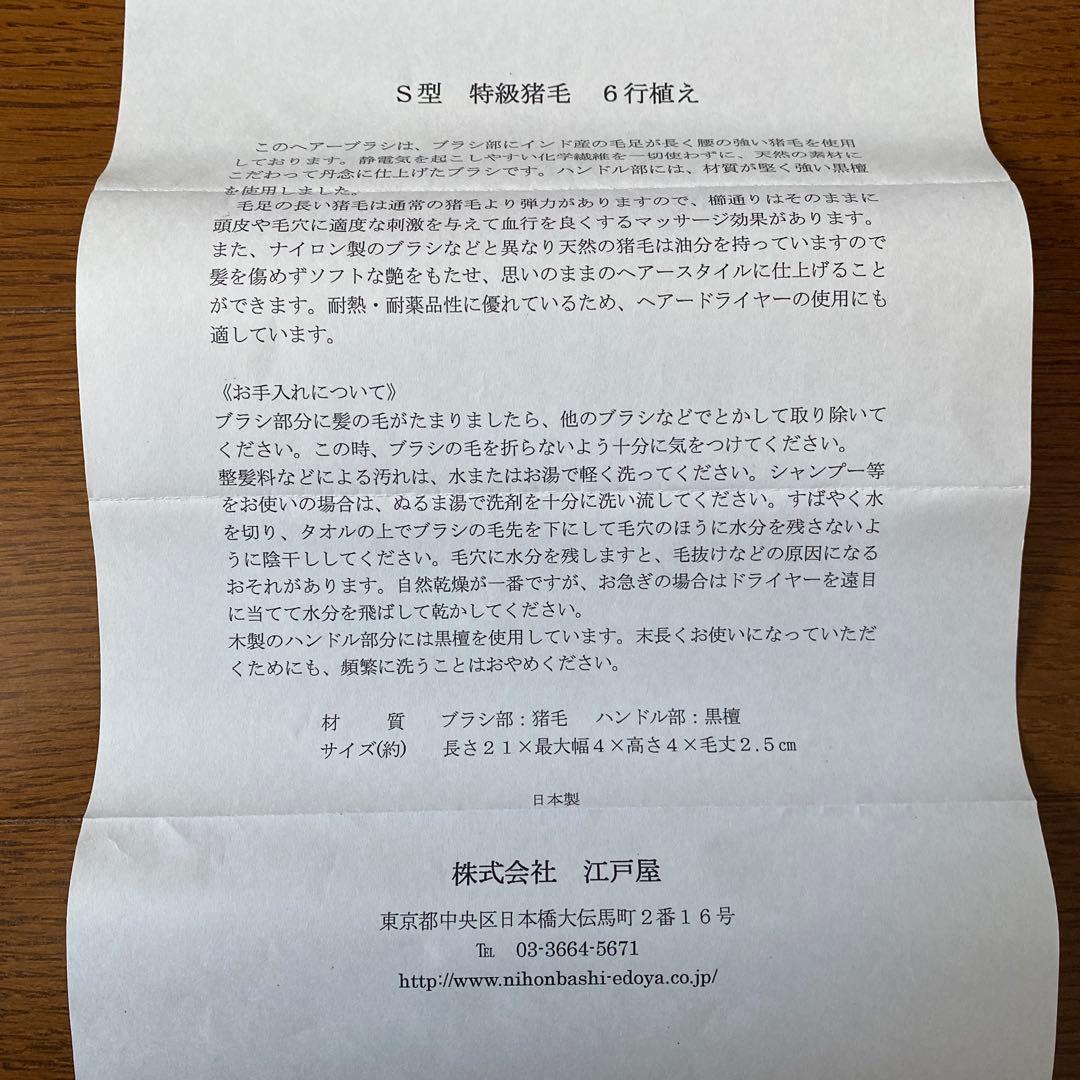 S型　特級猪毛　６行植え
このヘアーブラシは、ブラシ部にインド産の毛足が長く腰の強い猪毛を使用
しております。静電気を起こしやすい化学繊維を一切使わずに、天然の素材に
こだわって丹念に仕上げたブラシです。ハンドル部には、材質が堅く強い黒檀
を使用しました。
毛足の長い猪毛は通常の猪毛より弾力がありますので、櫛通りはそのままに
頭皮や毛穴に適度な刺激を与えて血行を良くするマッサージ効果があります。
また、ナイロン製のブラシなどと異なり天然の猪毛は油分を持っていますので
髪を傷めずソフトな艶をもたせ、思いのままのヘアースタイルに仕上げること
ができます。耐熱・耐薬品性に優れているため、ヘアードライヤーの使用にも
適しています。
《お手入れについて》
ブラシ部分に髪の毛がたまりましたら、他のブラシなどでとかして取り除いて
ください。この時、ブラシの毛を折らないよう十分に気をつけてください。
整髪料などによる汚れは、水またはお湯で軽く洗ってください。シャンプー等
をお使いの場合は、ぬるま湯で洗剤を十分に洗い流してください。すばやく水
を切り、タオルの上でブラシの毛先を下にして毛穴のほうに水分を残さないよ
うに陰干ししてください。毛穴に水分を残しますと、毛抜けなどの原因になる
おそれがあります。自然乾燥が一番ですが、お急ぎの場合はドライヤーを遠目
に当てて水分を飛ばして乾かしてください。
木製のハンドル部分には黒檀を使用しています。末長くお使いになっていただ
くためにも、頻繁に洗うことはおやめください。
材　　質　ブラシ部：猪毛　ハンドル部：黒檀
サイズ(約)　長さ２１×最大幅４×高さ４×毛丈２.５㎝
日本製
株式会社　江戸屋
東京都中央区日本橋大伝馬町２番１６号
℡　03-3664-5671
http://www.nihonbashi-edoya.co.jp/